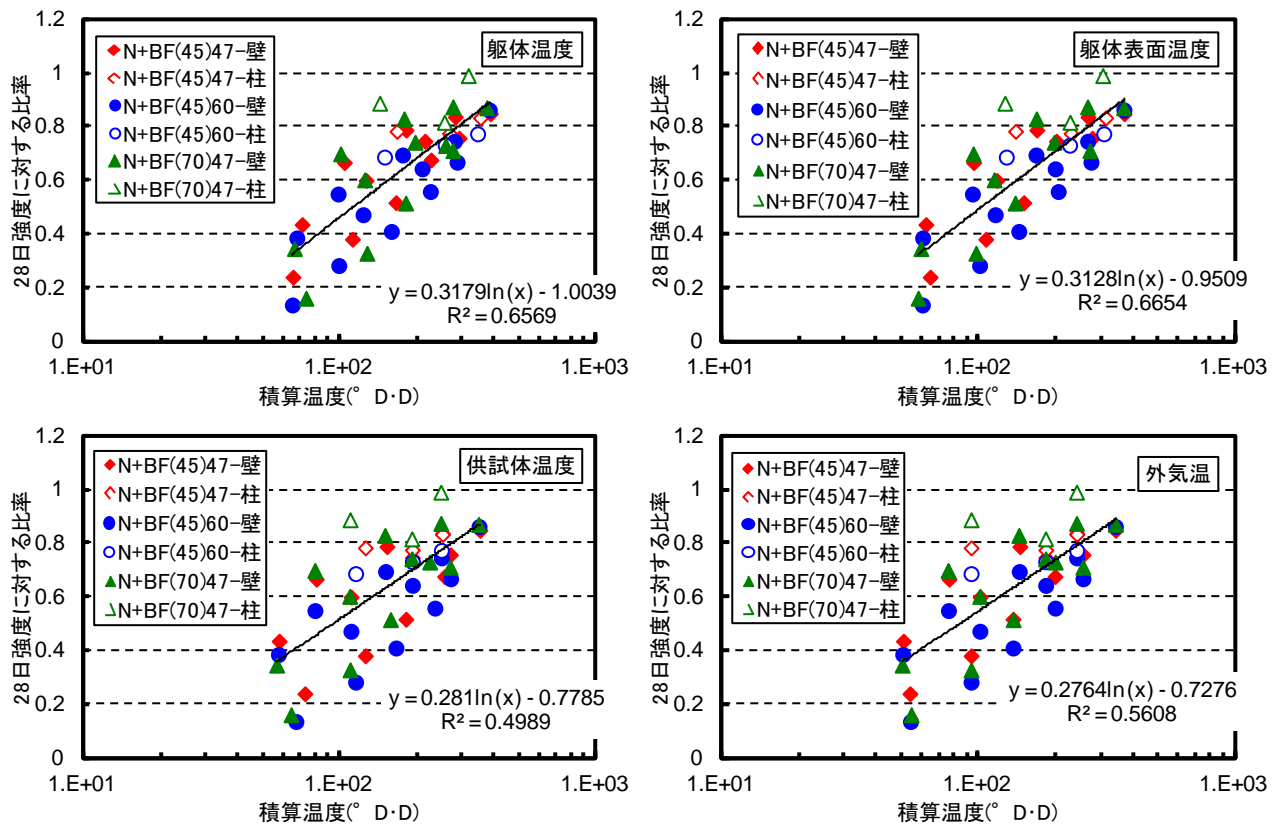 28日強度に対する比率
1.2
1
0.8
0.6
0.4
0.2
0
N+BF(45)47-壁
N+BF(45)47-柱
N+BF(45)60-壁
N+BF(45)60-柱
N+BF(70)47-壁
N+BF(70)47-柱
躯体温度
y = 0.3179ln(x) - 1.0039
R² = 0.6569
1.E+01
1.E+02
1.E+03
積算温度(° D・D)
28日強度に対する比率
1.2
1
0.8
0.6
0.4
0.2
0
N+BF(45)47-壁
N+BF(45)47-柱
N+BF(45)60-壁
N+BF(45)60-柱
N+BF(70)47-壁
N+BF(70)47-柱
躯体表面温度
y = 0.3128ln(x) - 0.9509
R² = 0.6654
1.E+01
1.E+02
1.E+03
積算温度(° D・D)
28日強度に対する比率
1.2
1
0.8
0.6
0.4
0.2
0
N+BF(45)47-壁
N+BF(45)47-柱
N+BF(45)60-壁
N+BF(45)60-柱
N+BF(70)47-壁
N+BF(70)47-柱
供試体温度
y = 0.281ln(x) - 0.7785
R² = 0.4989
1.E+01
1.E+02
1.E+03
積算温度(° D・D)
28日強度に対する比率
1.2
1
0.8
0.6
0.4
0.2
0
N+BF(45)47-壁
N+BF(45)47-柱
N+BF(45)60-壁
N+BF(45)60-柱
N+BF(70)47-壁
N+BF(70)47-柱
外気温
y = 0.2764ln(x) - 0.7276
R² = 0.5608
1.E+01
1.E+02
1.E+03
積算温度(° D・D)